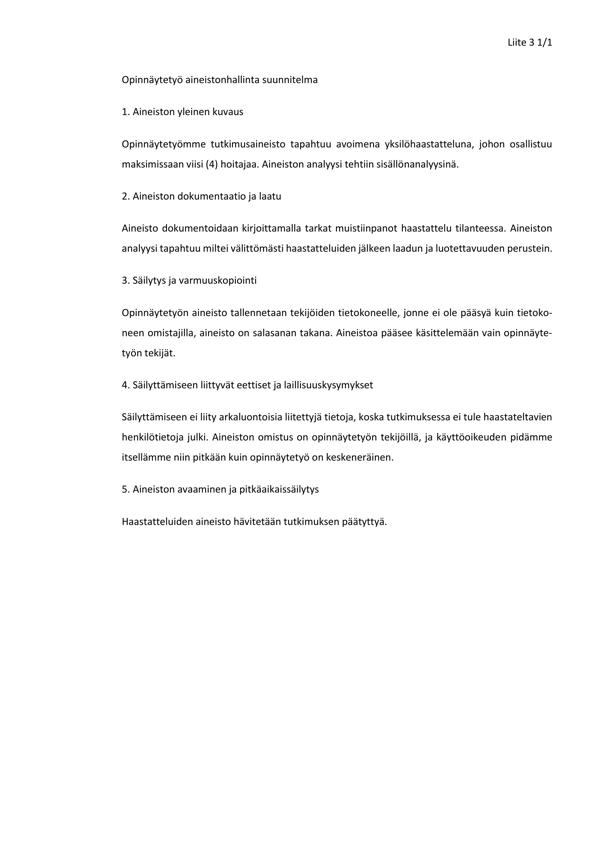 Liite 3 1/1
Opinnäytetyö aineistonhallinta suunnitelma
1. Aineiston yleinen kuvaus
Opinnäytetyömme tutkimusaineisto tapahtuu avoimena yksilöhaastatteluna, johon osallistuu
maksimissaan viisi (4) hoitajaa. Aineiston analyysi tehtiin sisällönanalyysinä.
2. Aineiston dokumentaatio ja laatu
Aineisto dokumentoidaan kirjoittamalla tarkat muistiinpanot haastattelu tilanteessa. Aineiston
analyysi tapahtuu miltei välittömästi haastatteluiden jälkeen laadun ja luotettavuuden perustein.
3. Säilytys ja varmuuskopiointi
Opinnäytetyön aineisto tallennetaan tekijöiden tietokoneelle, jonne ei ole pääsyä kuin tietoko-
neen omistajilla, aineisto on salasanan takana. Aineistoa pääsee käsittelemään vain opinnäyte-
työn tekijät.
4. Säilyttämiseen liittyvät eettiset ja laillisuuskysymykset
Säilyttämiseen ei liity arkaluontoisia liitettyjä tietoja, koska tutkimuksessa ei tule haastateltavien
henkilötietoja julki. Aineiston omistus on opinnäytetyön tekijöillä, ja käyttöoikeuden pidämme
itsellämme niin pitkään kuin opinnäytetyö on keskeneräinen.
5. Aineiston avaaminen ja pitkäaikaissäilytys
Haastatteluiden aineisto hävitetään tutkimuksen päätyttyä.